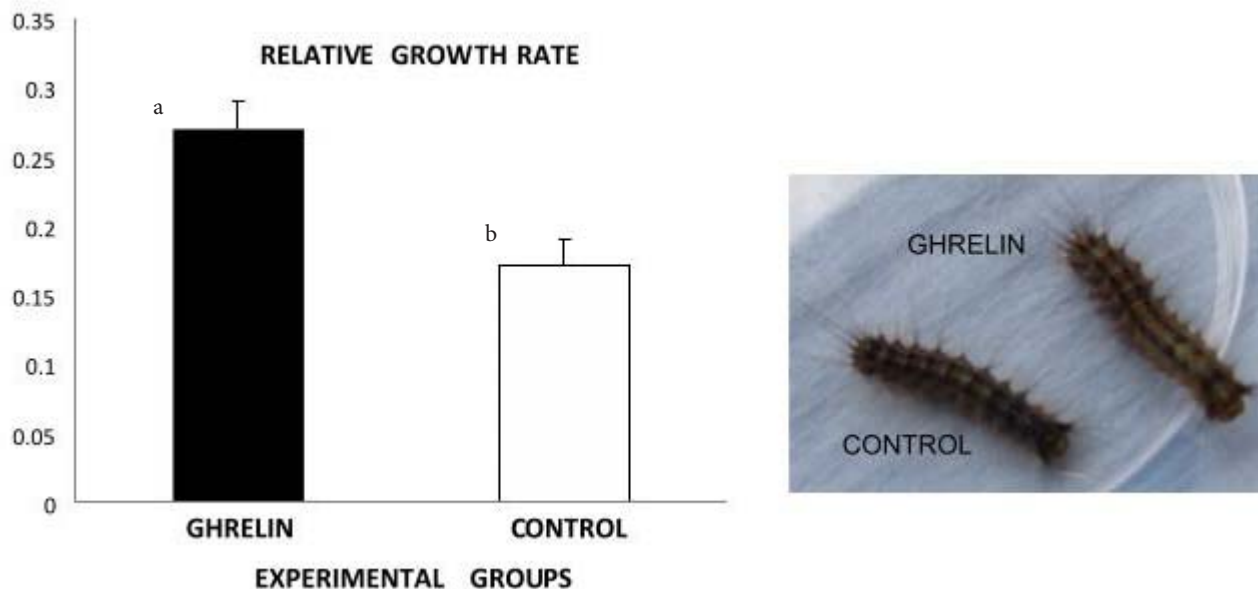 RELATIVE GROWTH RATE
0.35
0.3
0.25
0.2
0.15
0.1
0.05
0
a
b
GHRELIN CONTROL
EXPERIMENTAL GROUPS
GHRELIN
CONTROL